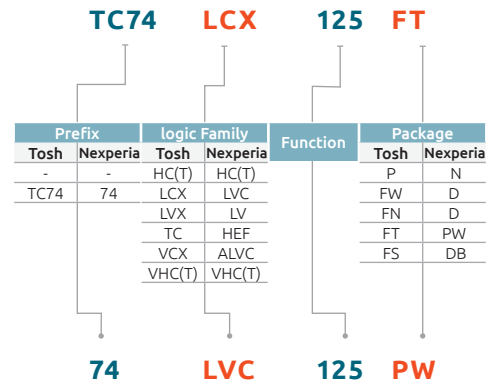 TC74 LCX 125 FT
Prefix logic Family Function Package
Tosh Nexperia Tosh Nexperia Tosh Nexperia
- - HC(T) HC(T) P N
TC74 74 LCX LVC FW D
LVX LV FN D
TC HEF FT PW
VCX ALVC FS DB
VHC(T) VHC(T)
74 LVC 125 PW